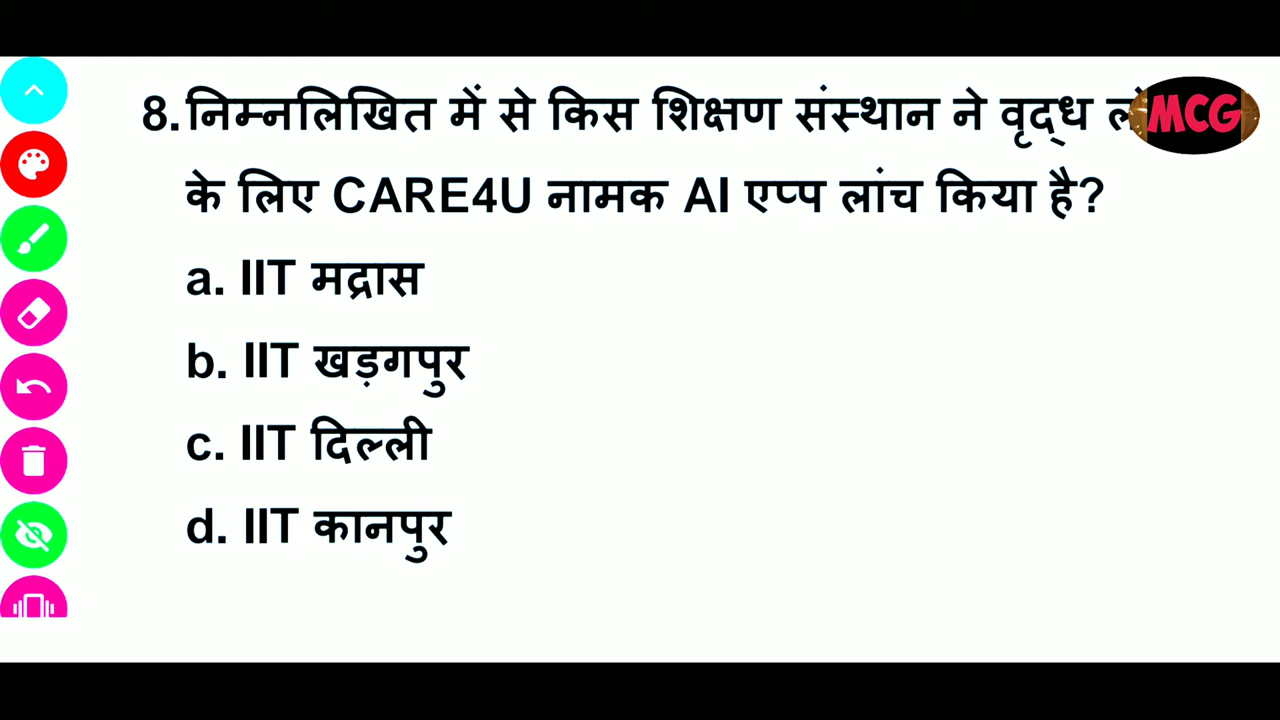 8.निम्नलिखित में से किस शिक्षण संस्थान ने वृद्ध
MCG
के लिए CARE4U नामक AI एप्प लांच किया है?
a. IIT मद्रास
b. IIT खड़गपुर
c. IIT दिल्ली
d. IIT कानपुर